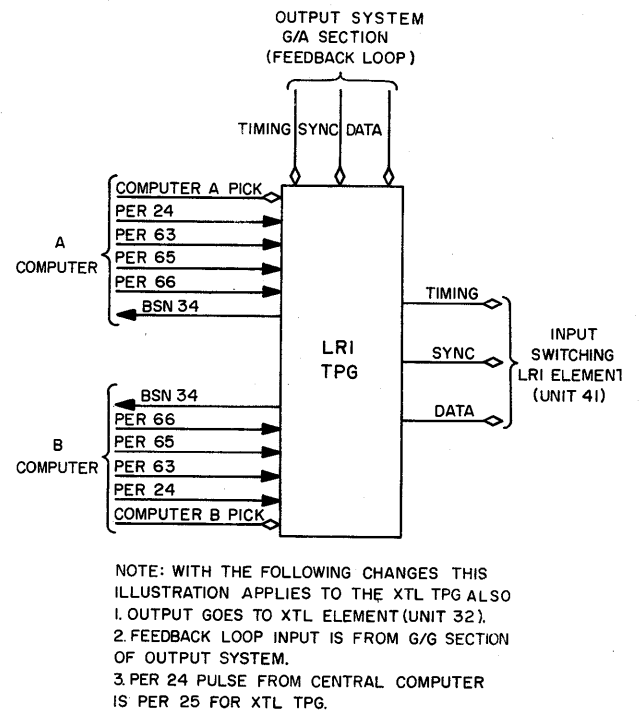 OUTPUT SYSTEM
G/A SECTION
(FEEDBACK LOOP)
TIMING SYNC DATA
A
COMPUTER
COMPUTER A PICK
PER 24
PER 63
PER 65
PER 66
BSN 34
LRI
TPG
TIMING
SYNC
DATA
INPUT
SWITCHING
LRI ELEMENT
(UNIT 41)
B
COMPUTER
BSN 34
PER 66
PER 65
PER 63
PER 24
COMPUTER B PICK
NOTE: WITH THE FOLLOWING CHANGES THIS
ILLUSTRATION APPLIES TO THE XTL TPG ALSO
1. OUTPUT GOES TO XTL ELEMENT (UNIT 32).
2. FEEDBACK LOOP INPUT IS FROM G/G SECTION
OF OUTPUT SYSTEM.
3. PER 24 PULSE FROM CENTRAL COMPUTER
IS PER 25 FOR XTL TPG.